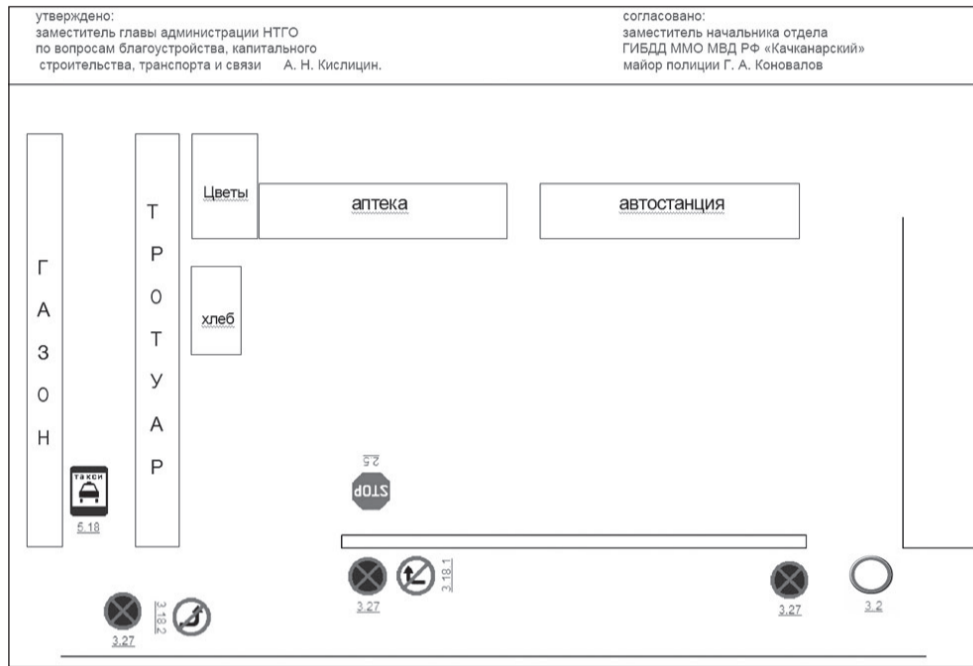 утверждено:
заместитель главы администрации НТГО
по вопросам благоустройства, капитального
строительства, транспорта и связи А. Н. Кислицин.
согласовано:
заместитель начальника отдела
ГИБДД ММО МВД РФ «Качканарский»
майор полиции Г. А. Коновалов
ГАЗОН
ТРОТУАР
Цветы
аптека
автостанция
хлеб
такси
5.18
2.5
STOP
3.27
3.18.2
3.27
3.18.1
3.27
3.2